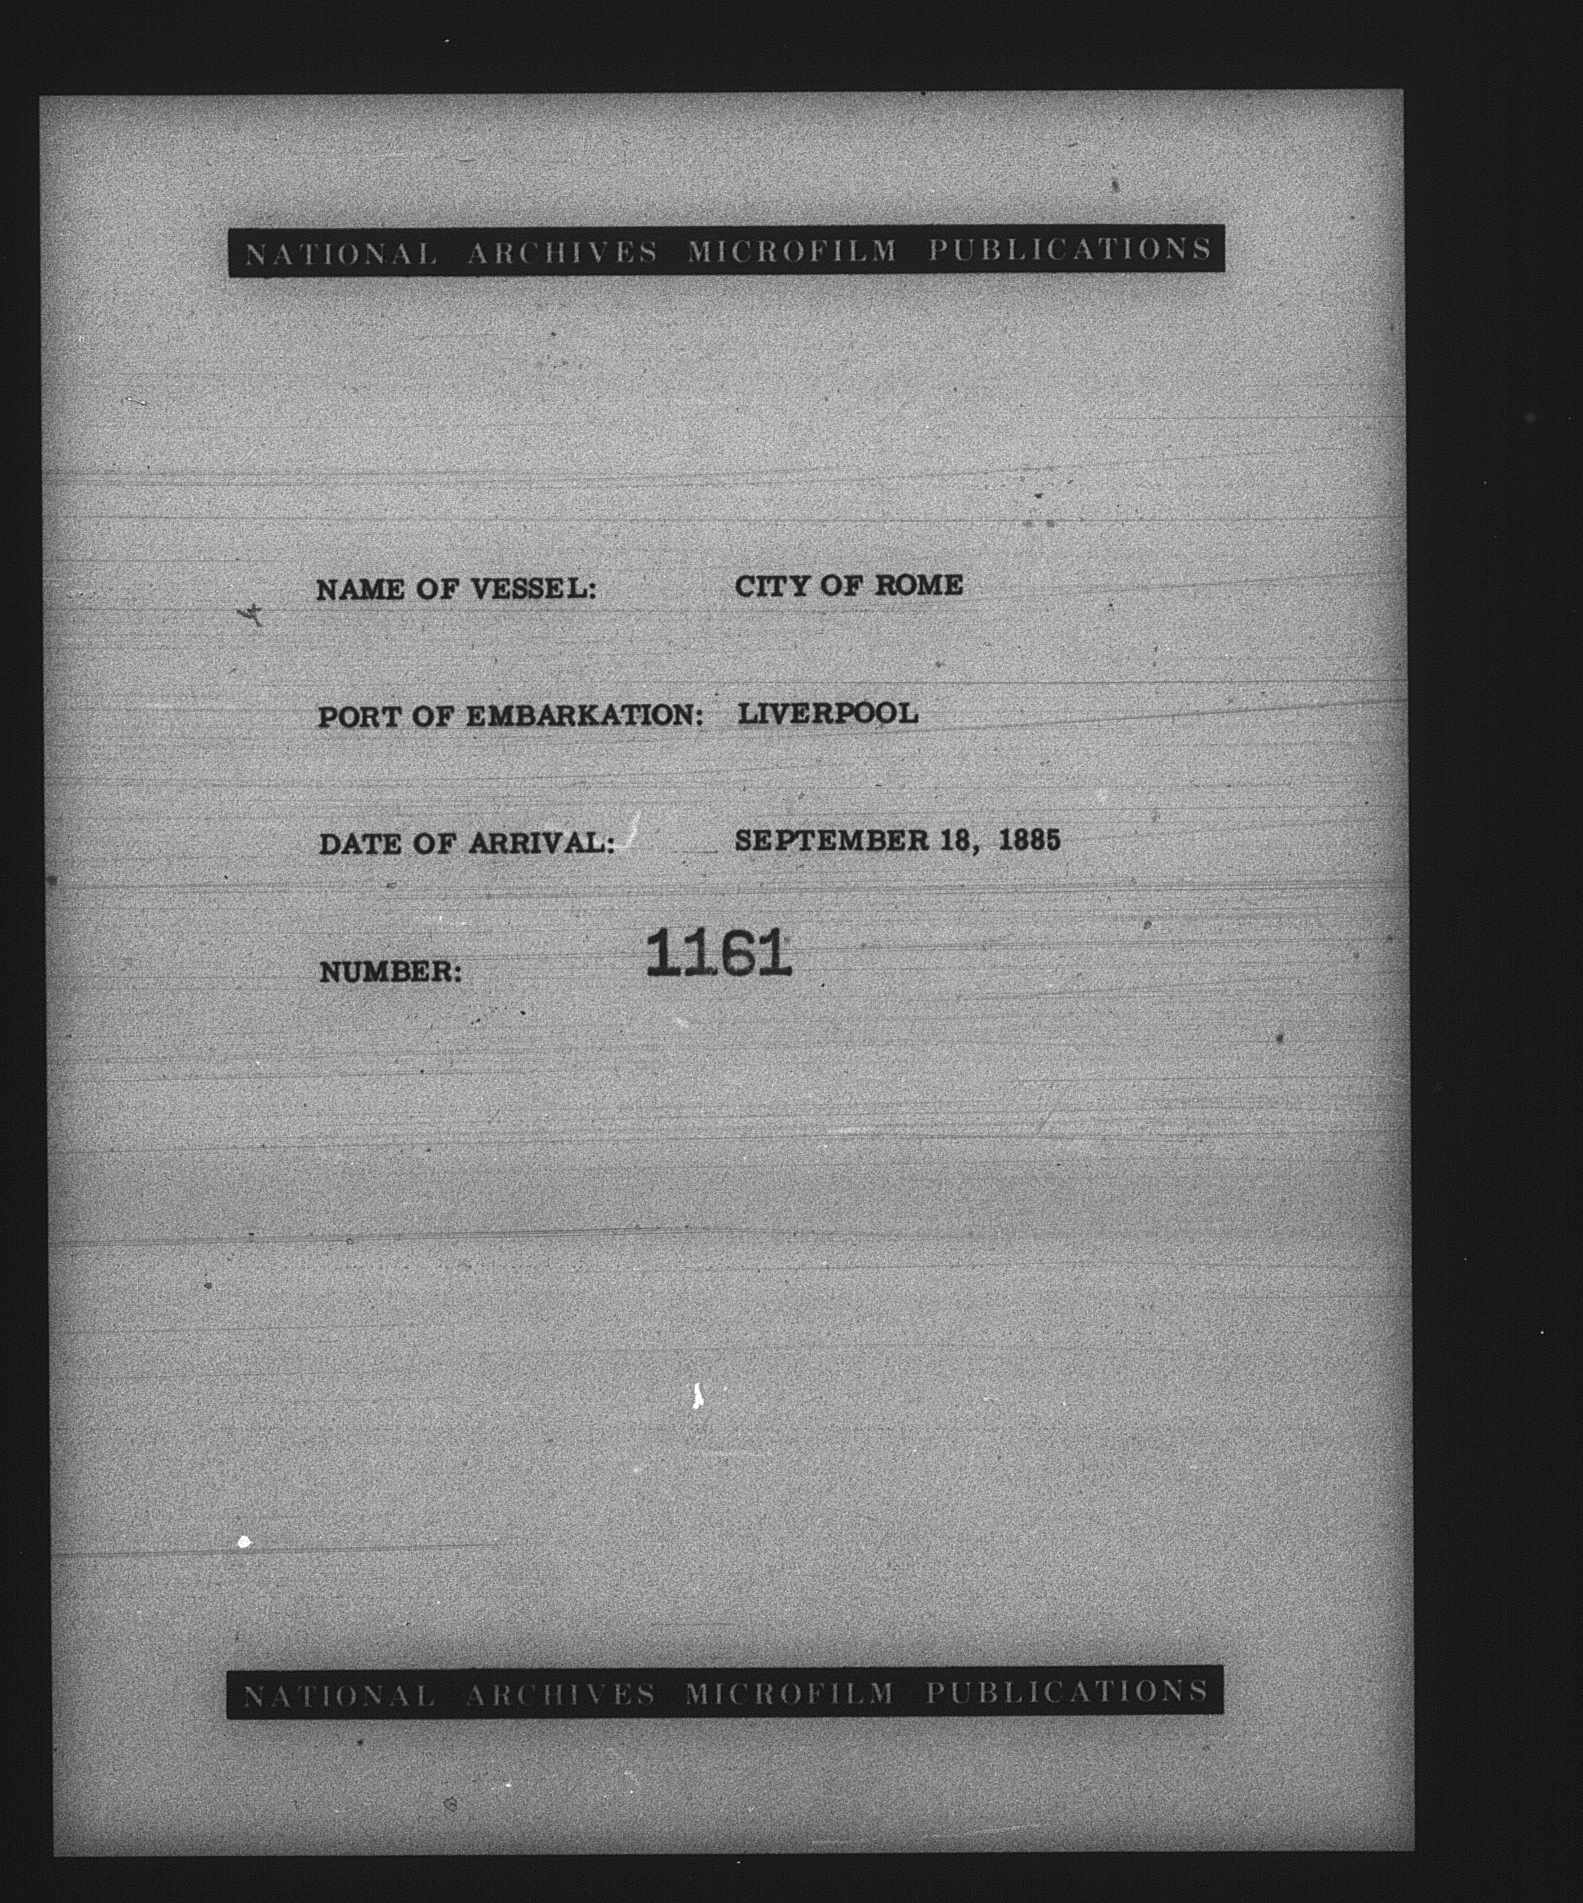 NATIONAL ARCHIVES MICROFILM PUBLICATIONS
NAME OF VESSEL: CITY OF ROME
PORT OF EMBARKATION: LIVERPOOL
DATE OF ARRIVAL: SEPTEMBER 18, 1885
NUMBER: 1161
NATIONAL ARCHIVES MICROFILM PUBLICATIONS